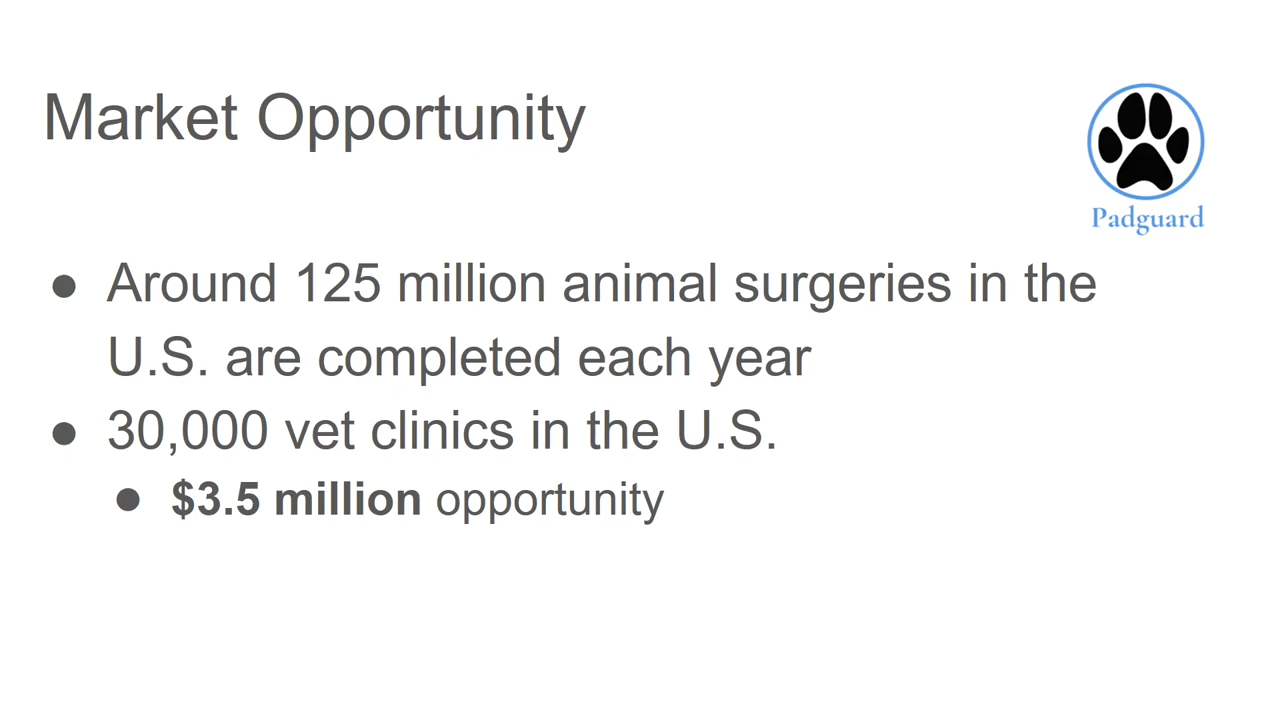 Market Opportunity
Padguard
● Around 125 million animal surgeries in the
U.S. are completed each year
● 30,000 vet clinics in the U.S.
● $3.5 million opportunity